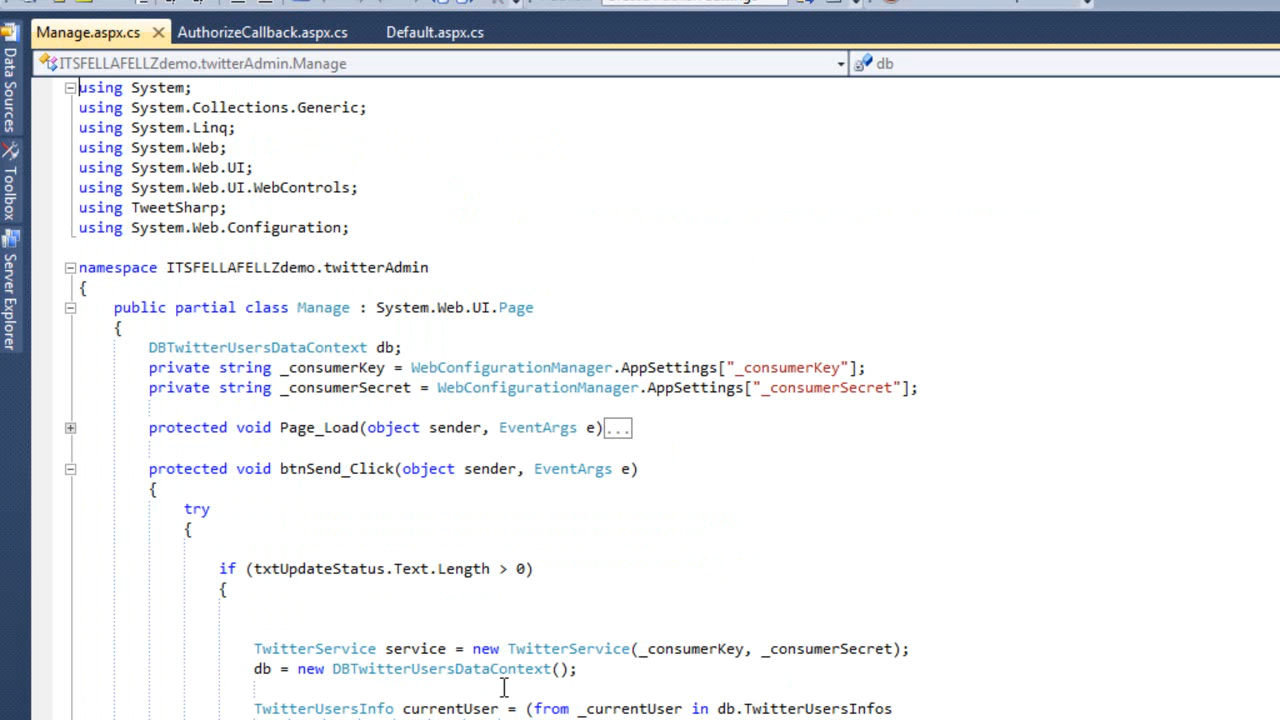 Manage.aspx.cs
AuthorizeCallback.aspx.cs
Default.aspx.cs
ITSFELLAFELLZdemo.twitterAdmin.Manage
db
Data Sources
Toolbox
Server Explorer
using System;
using System.Collections.Generic;
using System.Linq;
using System.Web;
using System.Web.UI;
using System.Web.UI.WebControls;
using TweetSharp;
using System.Web.Configuration;
namespace ITSFELLAFELLZdemo.twitterAdmin
{
public partial class Manage : System.Web.UI.Page
{
DBTwitterUsersDataContext db;
private string _consumerKey = WebConfigurationManager.AppSettings["_consumerKey"];
private string _consumerSecret = WebConfigurationManager.AppSettings["_consumerSecret"];
protected void Page_Load(object sender, EventArgs e)...
protected void btnSend_Click(object sender, EventArgs e)
{
try
{
if (txtUpdateStatus.Text.Length > 0)
{
TwitterService service = new TwitterService(_consumerKey, _consumerSecret);
db = new DBTwitterUsersDataContext();
TwitterUsersInfo currentUser = (from _currentUser in db.TwitterUsersInfos